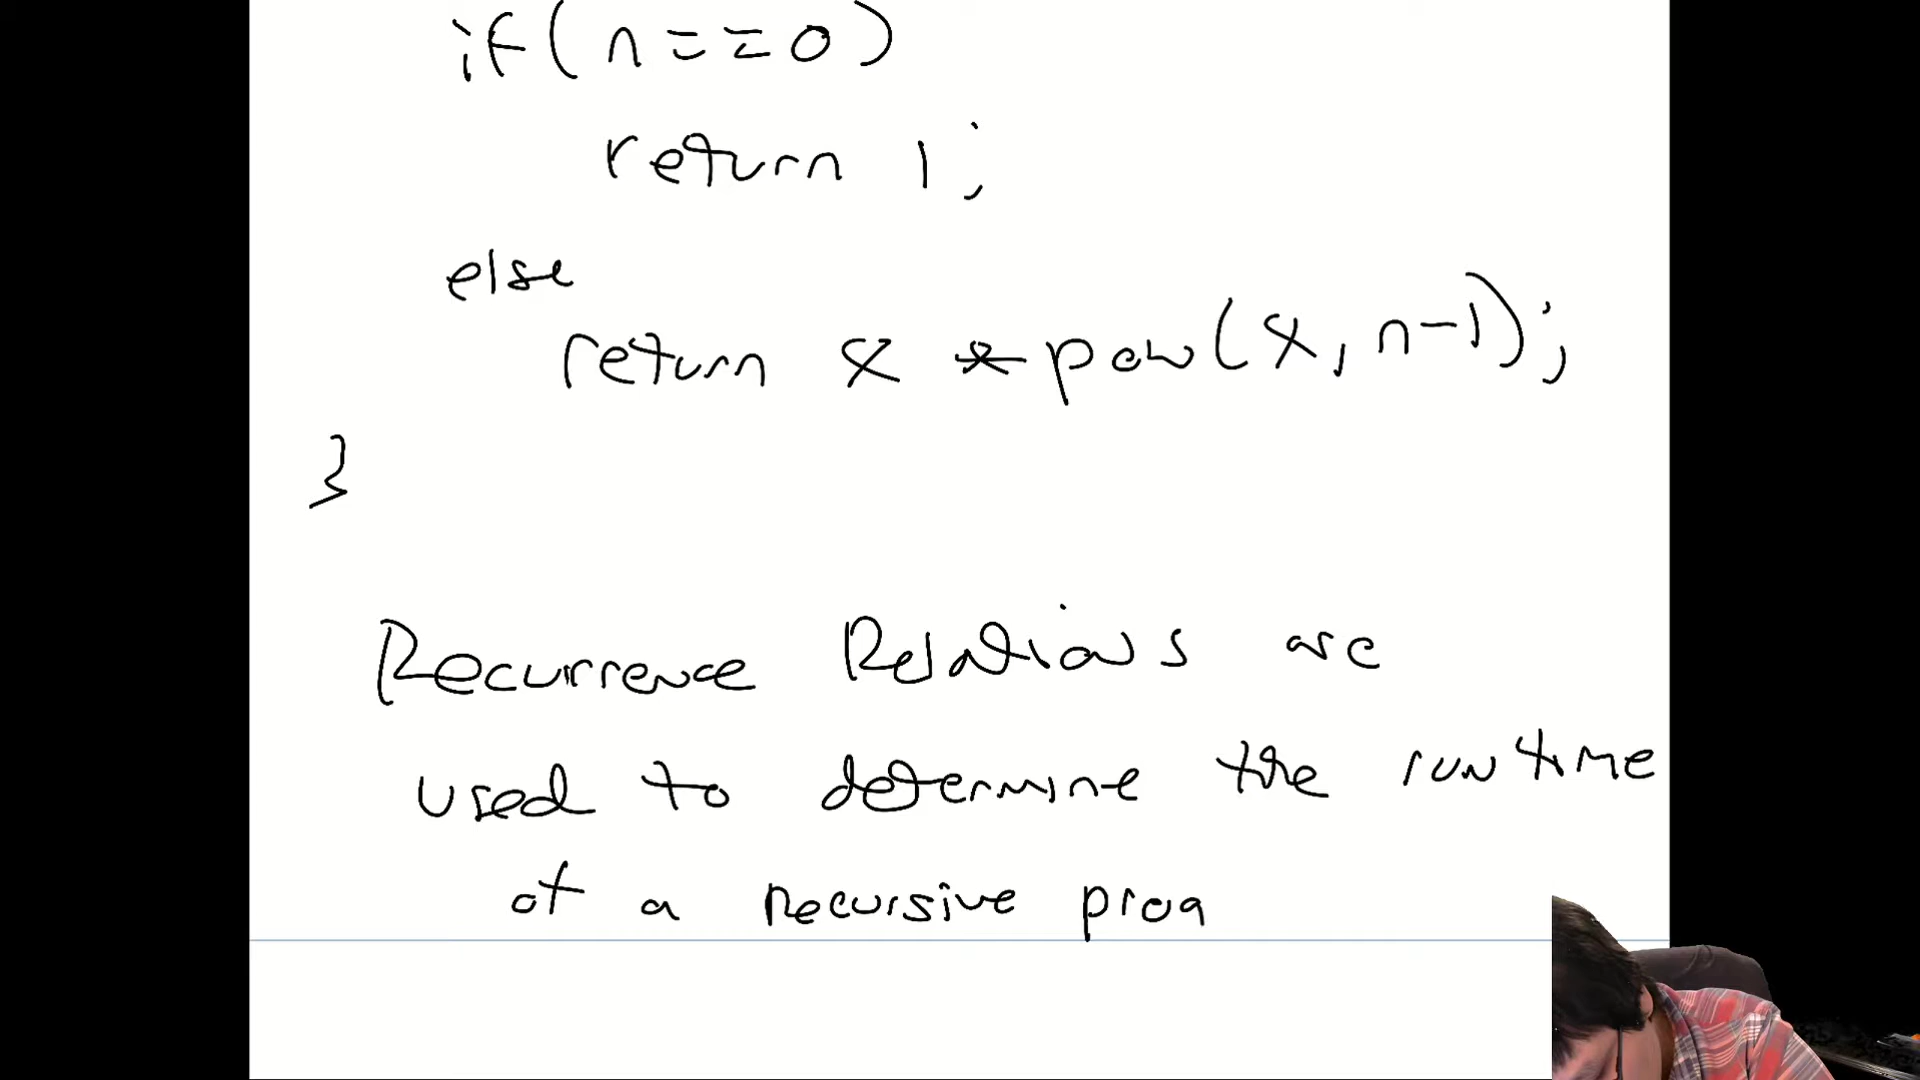 if(n==0)
return 1;
else
return x *pow(x,n-1);
}
Recurrence Relations are
used to determine the runtime
of a recursive prog